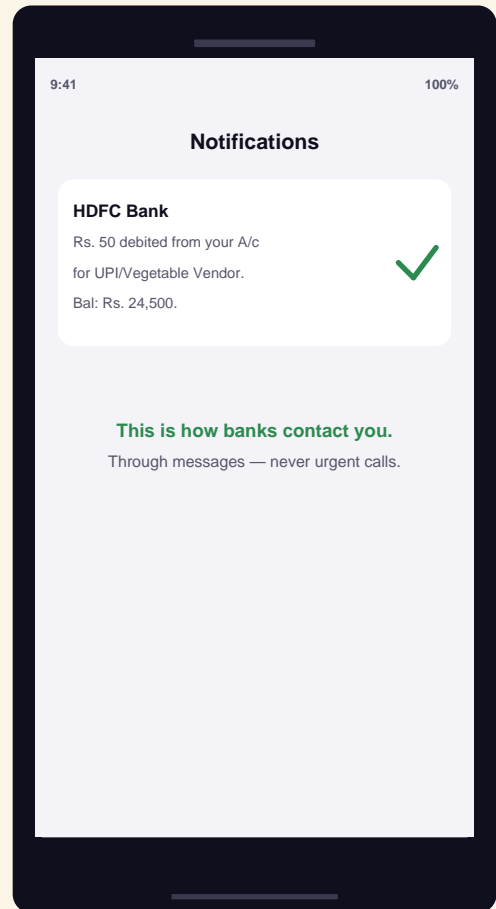 9:41 100%
Notifications
HDFC Bank
Rs. 50 debited from your A/c
for UPI/Vegetable Vendor.
Bal: Rs. 24,500.
This is how banks contact you.
Through messages — never urgent calls.